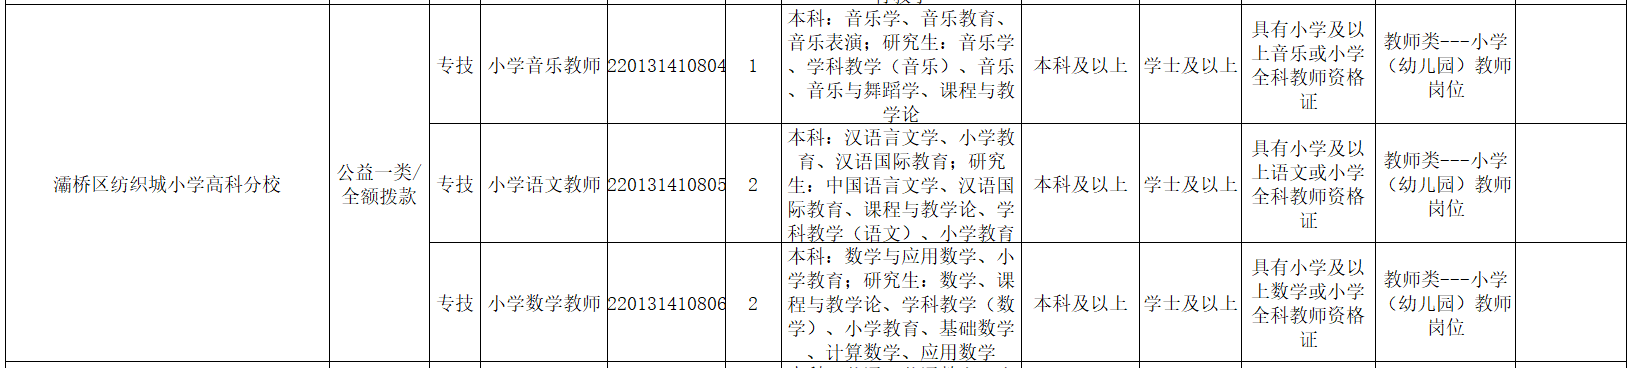 灞桥区纺织城小学高科分校
公益一类/
全额拨款
专技
小学音乐教师
220131410804
1
本科：音乐学、音乐教育、
音乐表演；研究生：音乐学
、学科教学（音乐）、音乐
、音乐与舞蹈学、课程与教
学论
本科及以上
学士及以上
具有小学及以
上音乐或小学
全科教师资格
证
教师类---小学
（幼儿园）教师
岗位
专技
小学语文教师
220131410805
2
本科：汉语言文学、小学教
育、汉语国际教育；研究
生：中国语言文学、汉语国
际教育、课程与教学论、学
科教学（语文）、小学教育
本科及以上
学士及以上
具有小学及以
上语文或小学
全科教师资格
证
教师类---小学
（幼儿园）教师
岗位
专技
小学数学教师
220131410806
2
本科：数学与应用数学、小
学教育；研究生：数学、课
程与教学论、学科教学（数
学）、小学教育、基础数学
、计算数学、应用数学
本科及以上
学士及以上
具有小学及以
上数学或小学
全科教师资格
证
教师类---小学
（幼儿园）教师
岗位